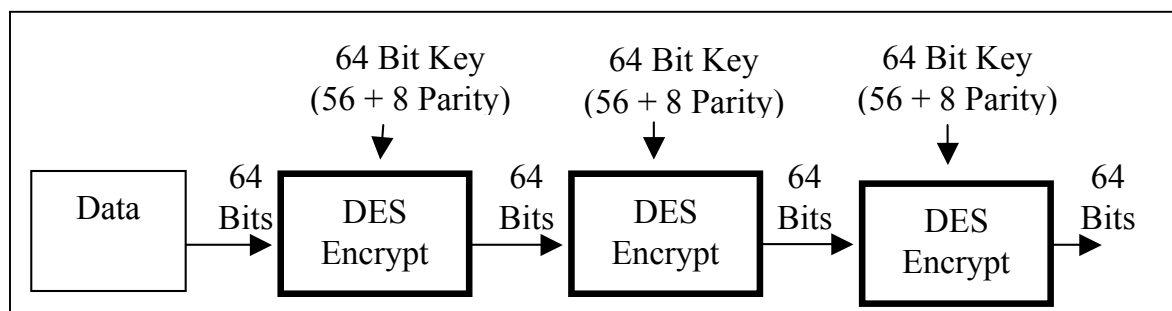 64 Bit Key
(56 + 8 Parity)
64 Bit Key
(56 + 8 Parity)
64 Bit Key
(56 + 8 Parity)
Data
64
Bits
DES
Encrypt
64
Bits
DES
Encrypt
64
Bits
DES
Encrypt
64
Bits